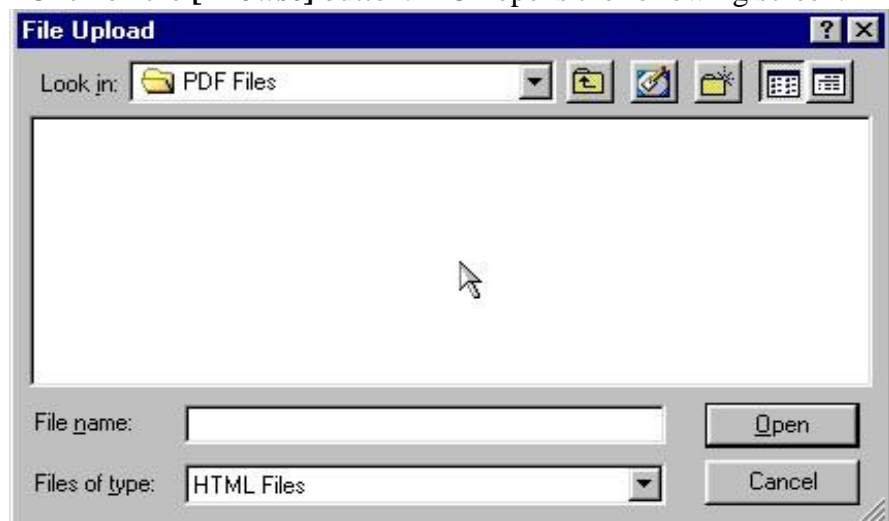 File Upload
Look in: PDF Files
File name:
Open
Files of type: HTML Files
Cancel